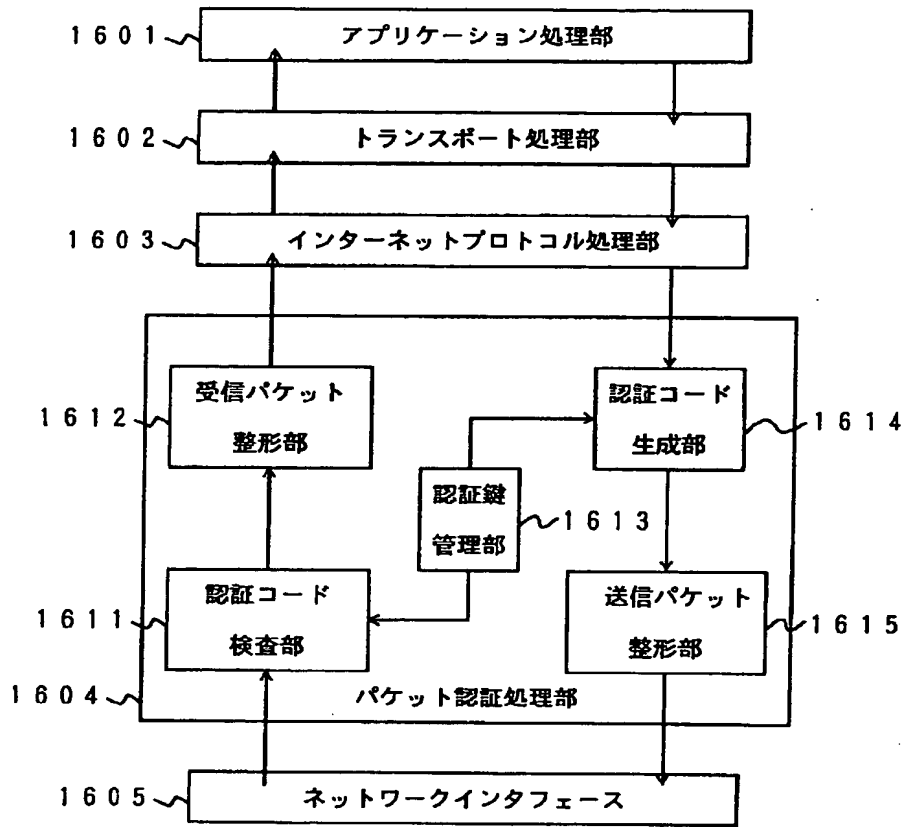 1601
アプリケーション処理部
1602
トランスポート処理部
1603
インターネットプロトコル処理部
1612
受信パケット
整形部
認証コード
生成部
1614
認証鍵
管理部
1613
1611
認証コード
検査部
送信パケット
整形部
1615
1604
パケット認証処理部
1605
ネットワークインタフェース